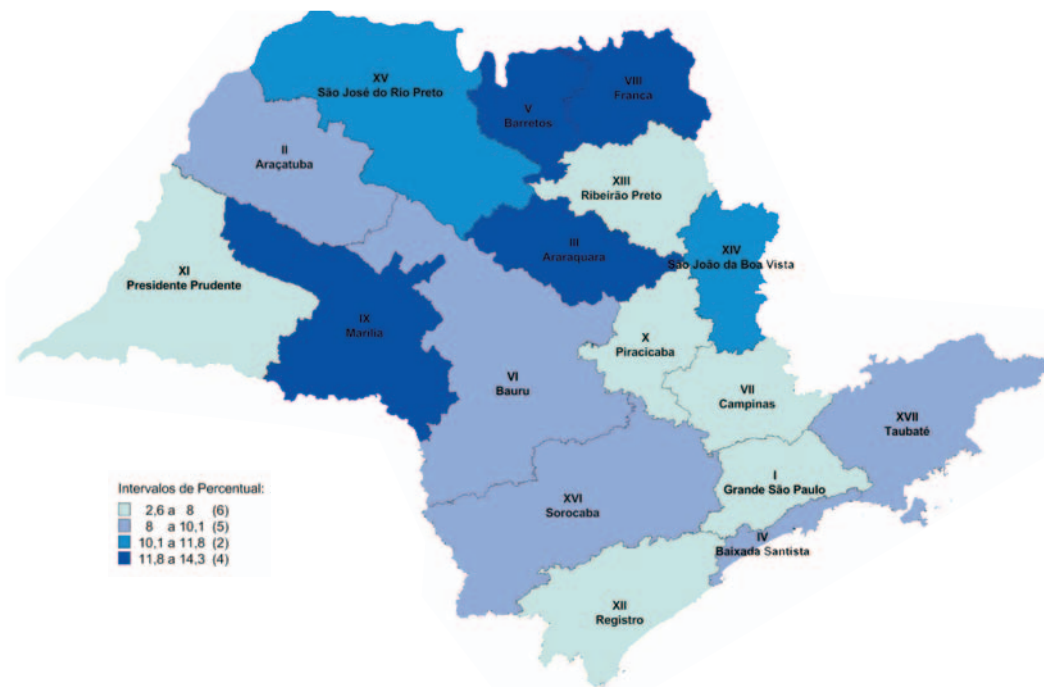 XV
São José do Rio Preto
V
Barretos
VIII
Franca
II
Araçatuba
XIII
Ribeirão Preto
III
Araraquara
XIV
São João da Boa Vista
XI
Presidente Prudente
IX
Marília
X
Piracicaba
VI
Bauru
VII
Campinas
XVII
Taubaté
I
Grande São Paulo
XVI
Sorocaba
IV
Baixada Santista
XII
Registro
Intervalos de Percentual:
2,6 a 8 (6)
8 a 10,1 (5)
10,1 a 11,8 (2)
11,8 a 14,3 (4)